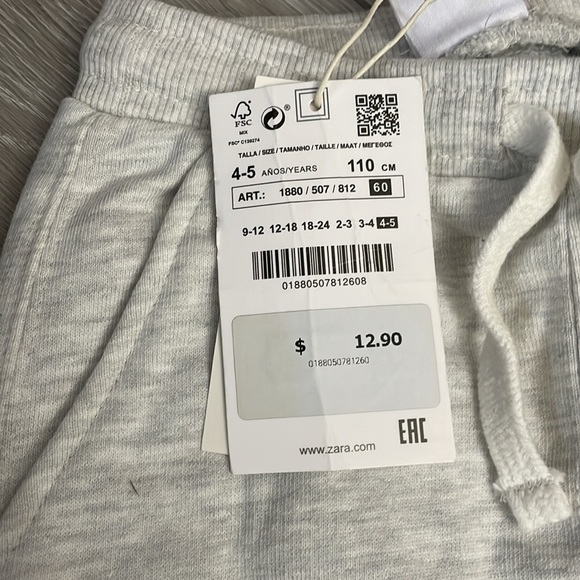 FSC
MIX
FSC® C139274
®
TALLA / SIZE / TAMANHO / TAILLE / MAAT / ΜΕΓΕΘΟΣ
4-5 AÑOS/YEARS 110 CM
ART.: 1880 / 507 / 812 60
9-12 12-18 18-24 2-3 3-4 4-5
01880507812608
$ 12.90
0188050781260
www.zara.com
EAC